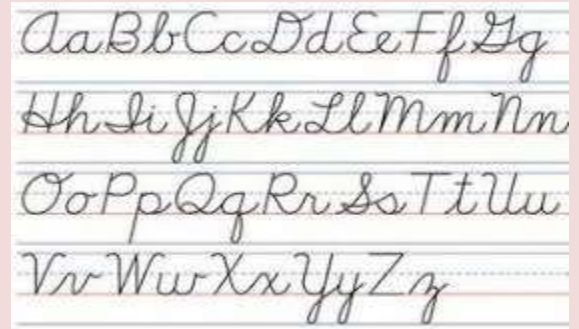 AaBbCcDdEeFfGg
HhIiJjKkLlMmNn
OoPpQqRrSsTtUu
VvWwXxYyZz